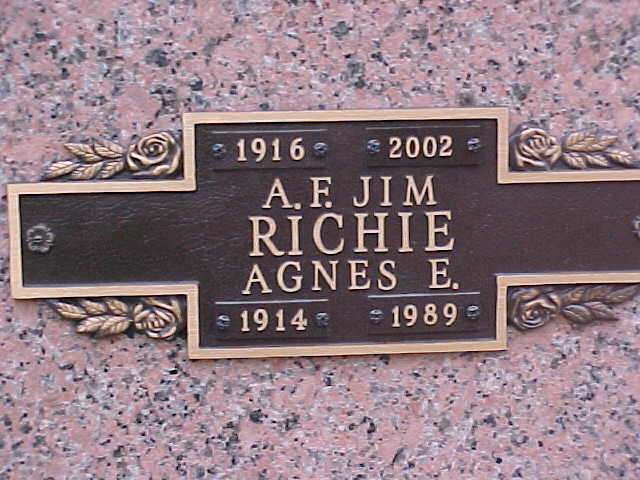 1916 2002
A. F. JIM
RICHIE
AGNES E.
1914 1989